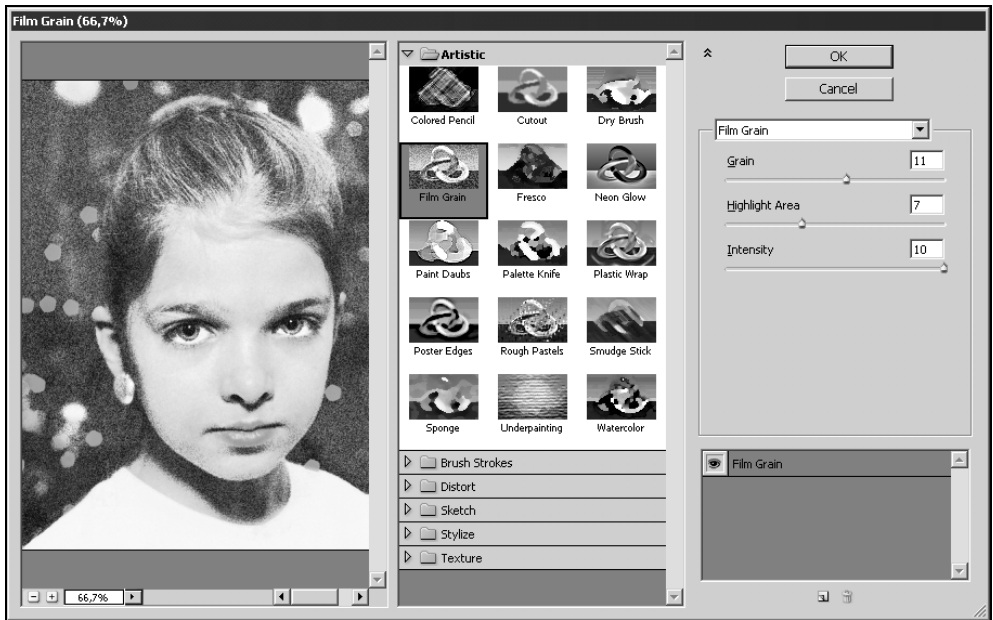 Film Grain (66,7%)
Artistic
Colored Pencil
Cutout
Dry Brush
Film Grain
Fresco
Neon Glow
Paint Daubs
Palette Knife
Plastic Wrap
Poster Edges
Rough Pastels
Smudge Stick
Sponge
Underpainting
Watercolor
Brush Strokes
Distort
Sketch
Stylize
Texture
66,7%
OK
Cancel
Film Grain
Grain 11
Highlight Area 7
Intensity 10
Film Grain